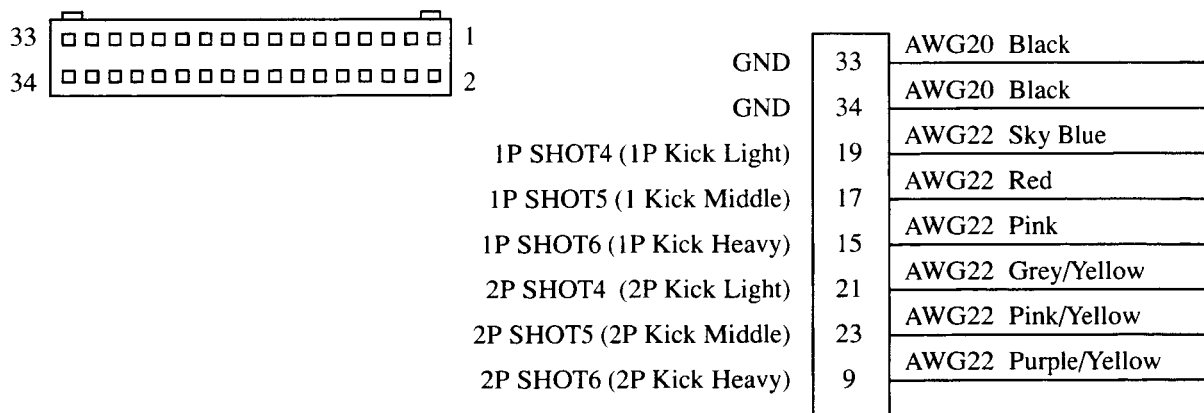 33 1
34 2
GND 33 AWG20 Black
GND 34 AWG20 Black
1P SHOT4 (1P Kick Light) 19 AWG22 Sky Blue
1P SHOT5 (1 Kick Middle) 17 AWG22 Red
1P SHOT6 (1P Kick Heavy) 15 AWG22 Pink
2P SHOT4 (2P Kick Light) 21 AWG22 Grey/Yellow
2P SHOT5 (2P Kick Middle) 23 AWG22 Pink/Yellow
2P SHOT6 (2P Kick Heavy) 9 AWG22 Purple/Yellow